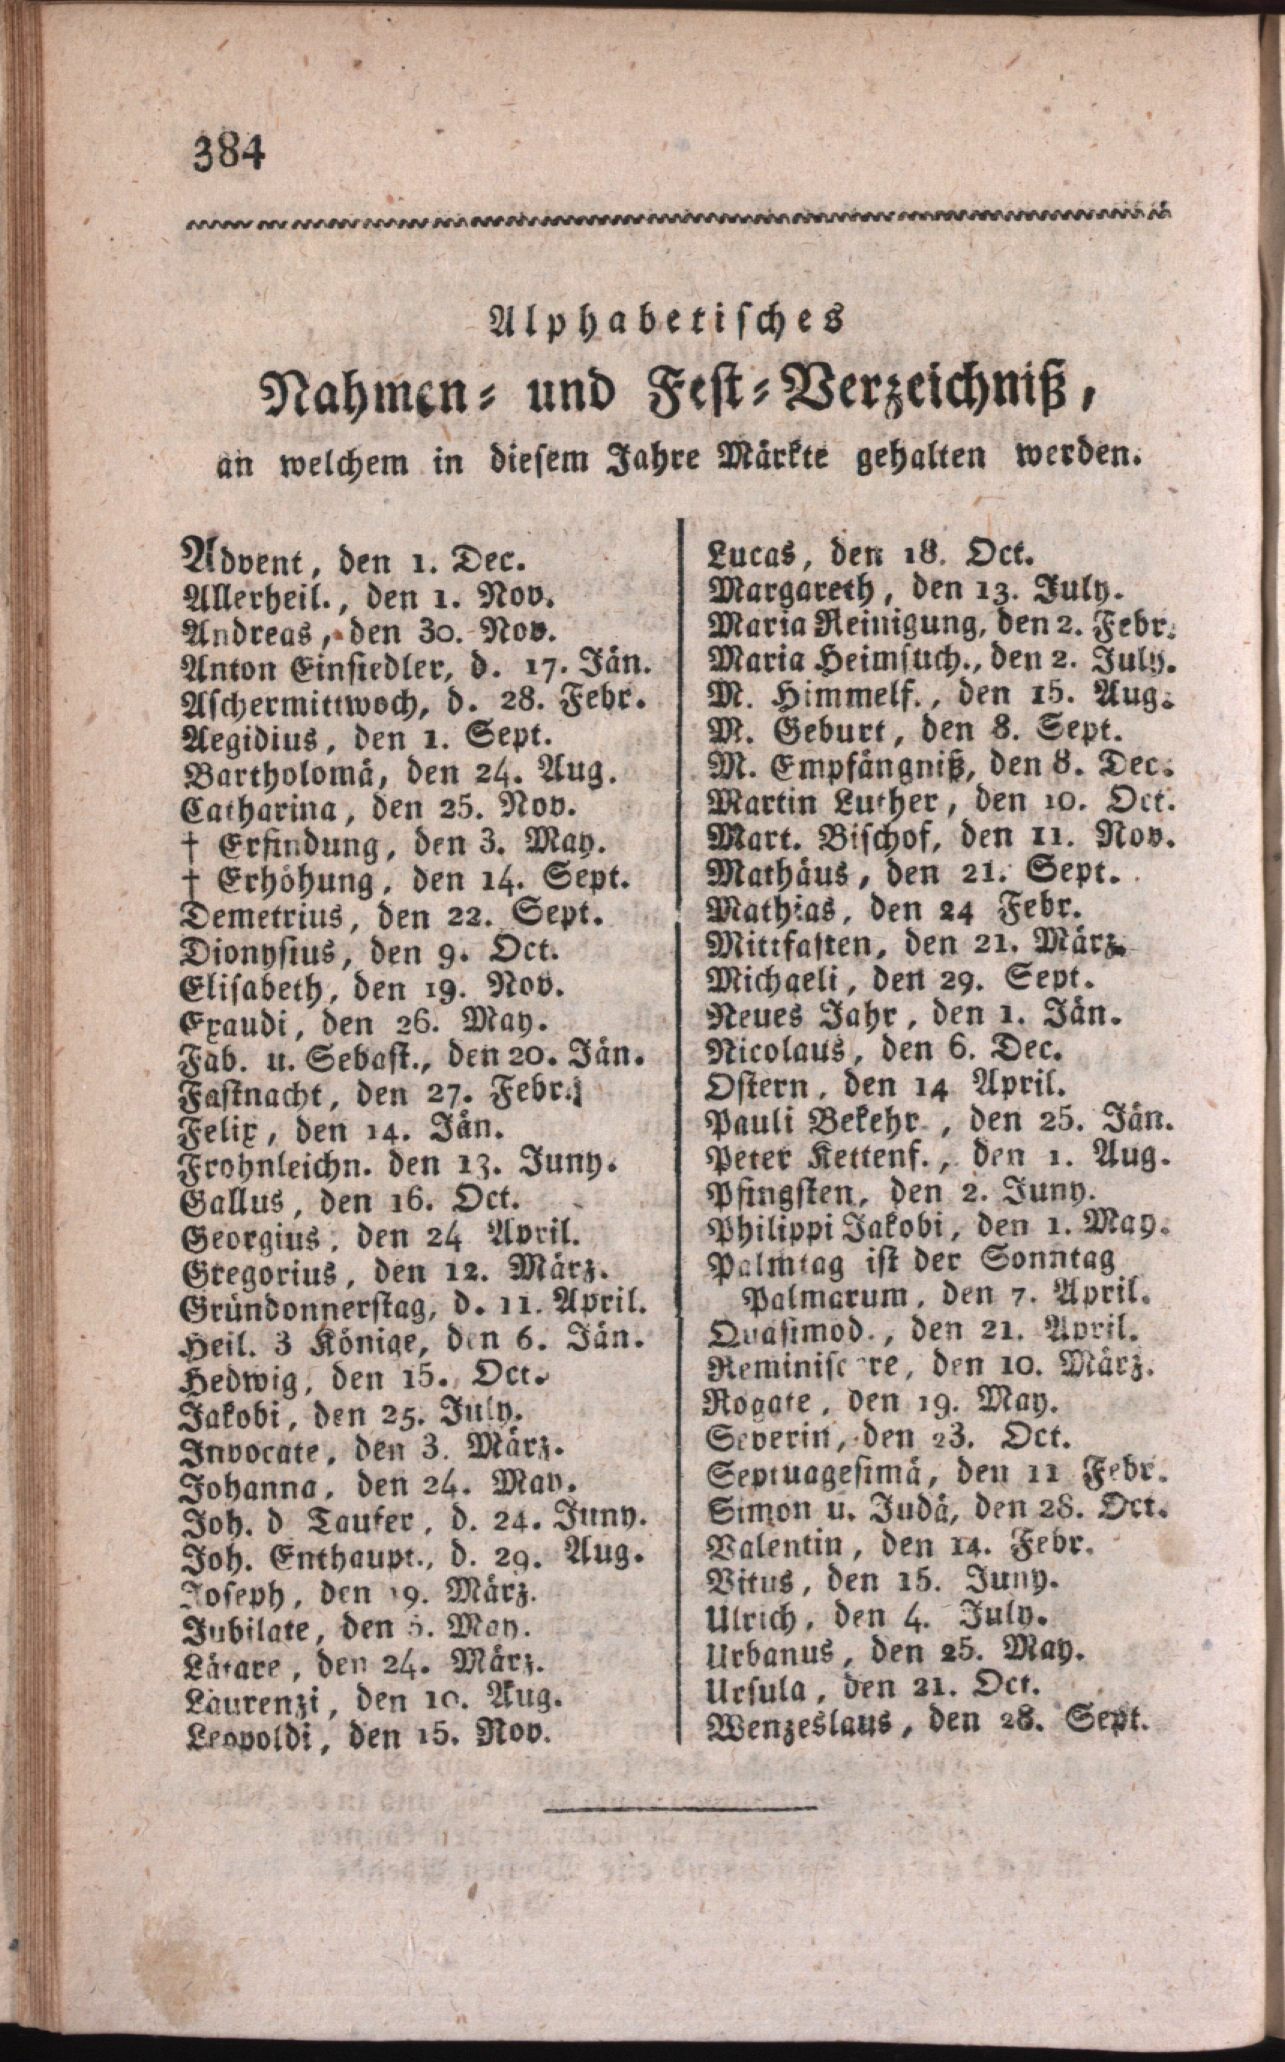 384
Alphabetisches
Nahmen- und Fest-Verzeichniß,
an welchem in diesem Jahre Märkte gehalten werden.
Advent, den 1. Dec.
Allerheil., den 1. Nov.
Andreas, den 30. Nov.
Anton Einsiedler, d. 17. Jän.
Aschermittwoch, d. 28. Febr.
Aegidius, den 1. Sept.
Bartholomä, den 24. Aug.
Catharina, den 25. Nov.
† Erfindung, den 3. May.
† Erhöhung, den 14. Sept.
Demetrius, den 22. Sept.
Dionysius, den 9. Oct.
Elisabeth, den 19. Nov.
Exaudi, den 26. May.
Fab. u. Sebast., den 20. Jän.
Fastnacht, den 27. Febr.
Felix, den 14. Jän.
Frohnleichn. den 13. Juny.
Gallus, den 16. Oct.
Georgius, den 24 April.
Gregorius, den 12. März.
Gründonnerstag, d. 11. April.
Heil. 3 Könige, den 6. Jän.
Hedwig, den 15. Oct.
Jakobi, den 25. July.
Invocate, den 3. März.
Johanna, den 24. May.
Joh. d Taufer, d. 24. Juny.
Joh. Enthaupt., d. 29. Aug.
Joseph, den 19. März.
Jubilate, den 5. May.
Lätare, den 24. März.
Laurenzi, den 10. Aug.
Leopoldi, den 15. Nov.
Lucas, den 18. Oct.
Margareth, den 13. July.
Maria Reinigung, den 2. Febr.
Maria Heimsuch., den 2. July.
M. Himmelf., den 15. Aug.
M. Geburt, den 8. Sept.
M. Empfängniß, den 8. Dec.
Martin Luther, den 10. Oct.
Mart. Bischof, den 11. Nov.
Mathäus, den 21. Sept.
Mathias, den 24 Febr.
Mittfasten, den 21. März.
Michaeli, den 29. Sept.
Neues Jahr, den 1. Jän.
Nicolaus, den 6. Dec.
Ostern, den 14 April.
Pauli Bekehr., den 25. Jän.
Peter Kettenf., den 1. Aug.
Pfingsten, den 2. Juny.
Philippi Jakobi, den 1. May.
Palmtag ist der Sonntag
Palmarum, den 7. April.
Quasimod., den 21. April.
Reminiscere, den 10. März.
Rogate, den 19. May.
Severin, den 23. Oct.
Septuagesimä, den 11 Febr.
Simon u. Judä, den 28. Oct.
Valentin, den 14. Febr.
Vitus, den 15. Juny.
Ulrich, den 4. July.
Urbanus, den 25. May.
Ursula, den 21. Oct.
Wenzeslaus, den 28. Sept.